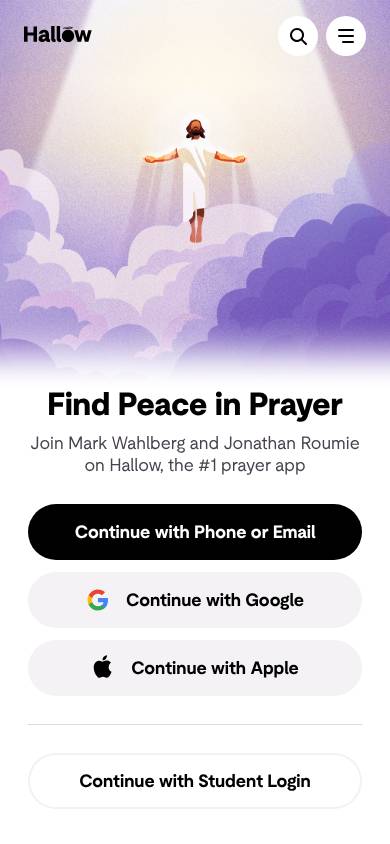 Hallow
Find Peace in Prayer
Join Mark Wahlberg and Jonathan Roumie
on Hallow, the #1 prayer app
Continue with Phone or Email
Continue with Google
Continue with Apple
Continue with Student Login